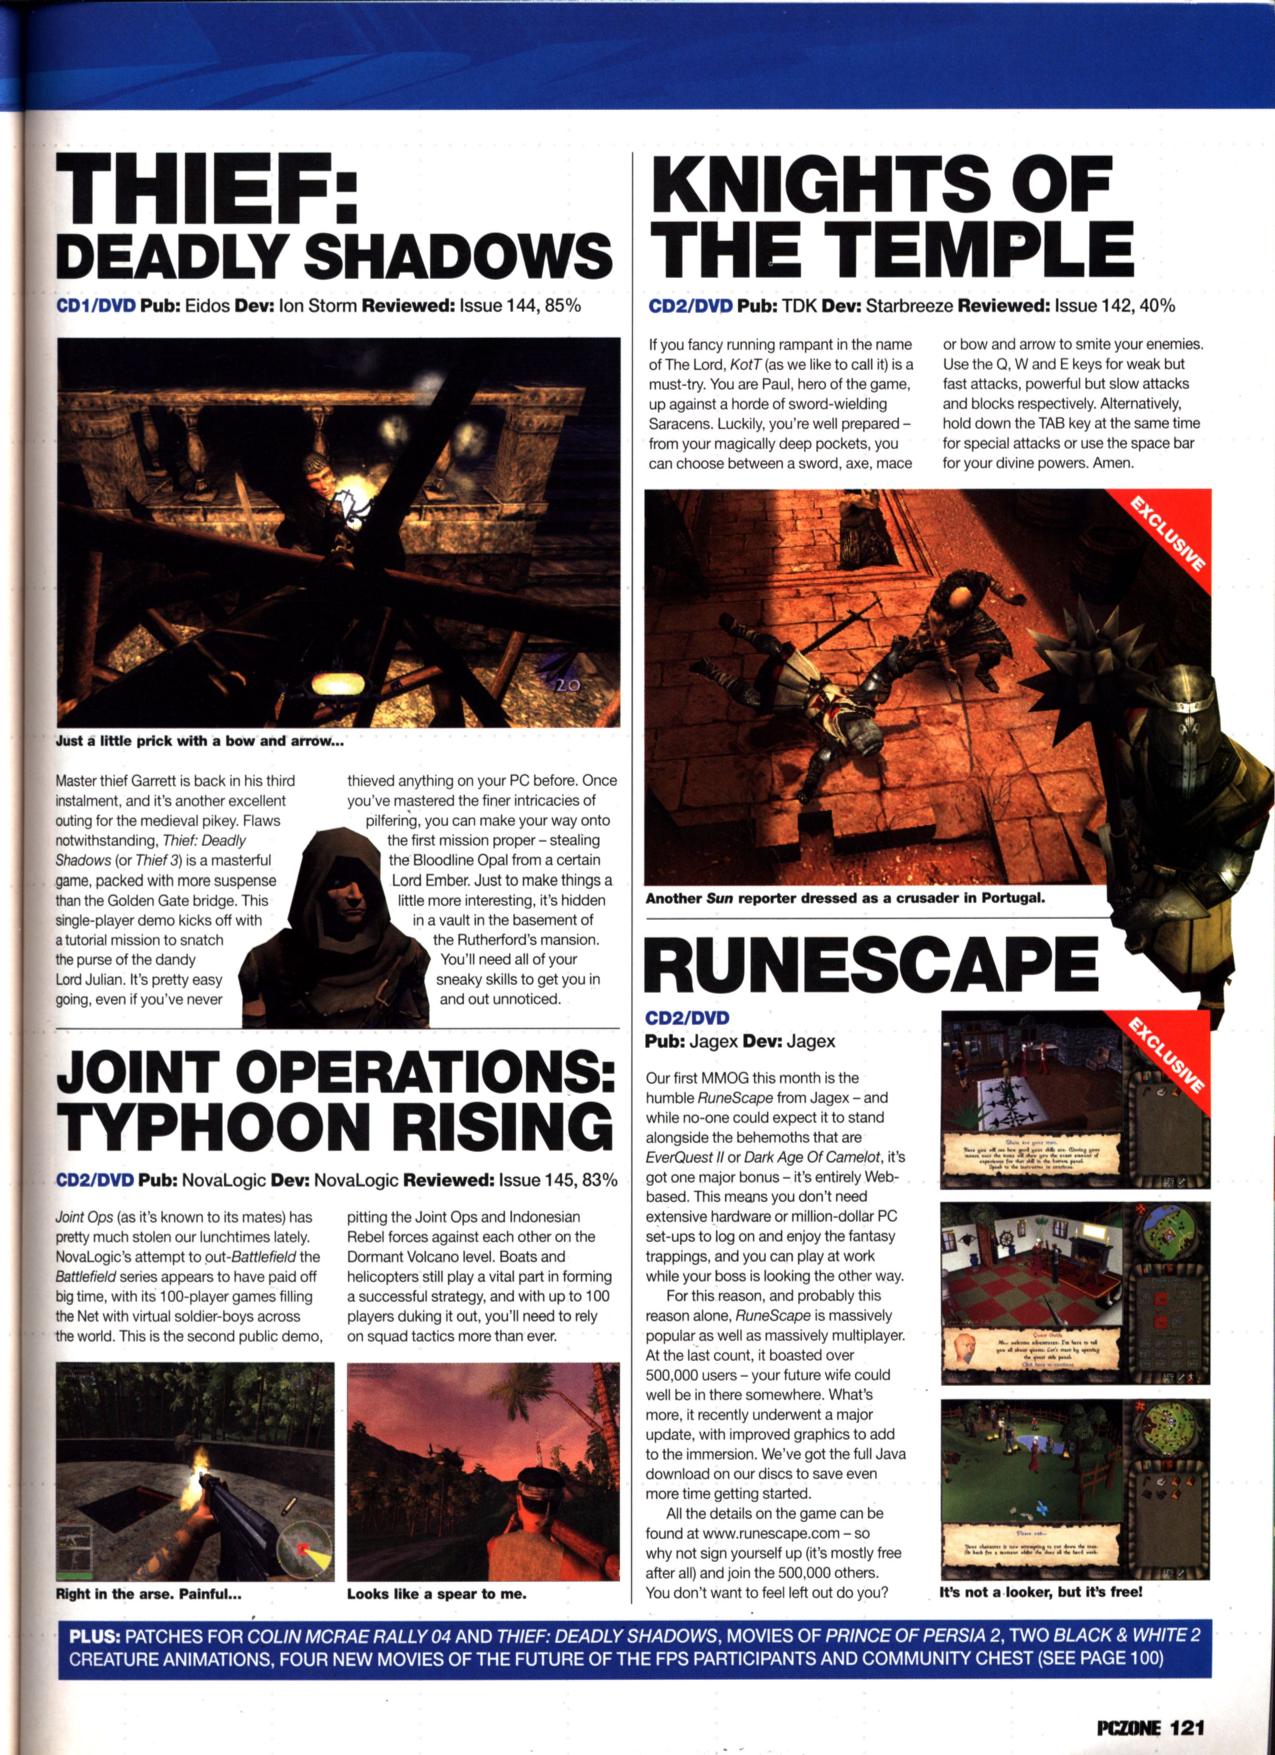 THIEF:
DEADLY SHADOWS
CD1/DVD Pub: Eidos Dev: Ion Storm Reviewed: Issue 144, 85%
20
Just a little prick with a bow and arrow...
Master thief Garrett is back in his third
instalment, and it's another excellent
outing for the medieval pikey. Flaws
notwithstanding, Thief: Deadly
Shadows (or Thief 3) is a masterful
game, packed with more suspense
than the Golden Gate bridge. This
single-player demo kicks off with
a tutorial mission to snatch
the purse of the dandy
Lord Julian. It's pretty easy
going, even if you've never
thieved anything on your PC before. Once
you've mastered the finer intricacies of
pilfering, you can make your way onto
the first mission proper – stealing
the Bloodline Opal from a certain
Lord Ember. Just to make things a
little more interesting, it's hidden
in a vault in the basement of
the Rutherford's mansion.
You'll need all of your
sneaky skills to get you in
and out unnoticed.
JOINT OPERATIONS:
TYPHOON RISING
CD2/DVD Pub: NovaLogic Dev: NovaLogic Reviewed: Issue 145, 83%
Joint Ops (as it's known to its mates) has
pretty much stolen our lunchtimes lately.
NovaLogic's attempt to out-Battlefield the
Battlefield series appears to have paid off
big time, with its 100-player games filling
the Net with virtual soldier-boys across
the world. This is the second public demo,
pitting the Joint Ops and Indonesian
Rebel forces against each other on the
Dormant Volcano level. Boats and
helicopters still play a vital part in forming
a successful strategy, and with up to 100
players duking it out, you'll need to rely
on squad tactics more than ever.
Right in the arse. Painful...
Looks like a spear to me.
KNIGHTS OF
THE TEMPLE
CD2/DVD Pub: TDK Dev: Starbreeze Reviewed: Issue 142, 40%
If you fancy running rampant in the name
of The Lord, KotT (as we like to call it) is a
must-try. You are Paul, hero of the game,
up against a horde of sword-wielding
Saracens. Luckily, you're well prepared –
from your magically deep pockets, you
can choose between a sword, axe, mace
or bow and arrow to smite your enemies.
Use the Q, W and E keys for weak but
fast attacks, powerful but slow attacks
and blocks respectively. Alternatively,
hold down the TAB key at the same time
for special attacks or use the space bar
for your divine powers. Amen.
EXCLUSIVE
Another Sun reporter dressed as a crusader in Portugal.
RUNESCAPE
CD2/DVD
Pub: Jagex Dev: Jagex
Our first MMOG this month is the
humble RuneScape from Jagex – and
while no-one could expect it to stand
alongside the behemoths that are
EverQuest II or Dark Age Of Camelot, it's
got one major bonus – it's entirely Web-
based. This means you don't need
extensive hardware or million-dollar PC
set-ups to log on and enjoy the fantasy
trappings, and you can play at work
while your boss is looking the other way.
For this reason, and probably this
reason alone, RuneScape is massively
popular as well as massively multiplayer.
At the last count, it boasted over
500,000 users – your future wife could
well be in there somewhere. What's
more, it recently underwent a major
update, with improved graphics to add
to the immersion. We've got the full Java
download on our discs to save even
more time getting started.
All the details on the game can be
found at www.runescape.com – so
why not sign yourself up (it's mostly free
after all) and join the 500,000 others.
You don't want to feel left out do you?
EXCLUSIVE
Quest Guide
Please wait...
It's not a looker, but it's free!
PLUS: PATCHES FOR COLIN MCRAE RALLY 04 AND THIEF: DEADLY SHADOWS, MOVIES OF PRINCE OF PERSIA 2, TWO BLACK & WHITE 2
CREATURE ANIMATIONS, FOUR NEW MOVIES OF THE FUTURE OF THE FPS PARTICIPANTS AND COMMUNITY CHEST (SEE PAGE 100)
PCZONE 121